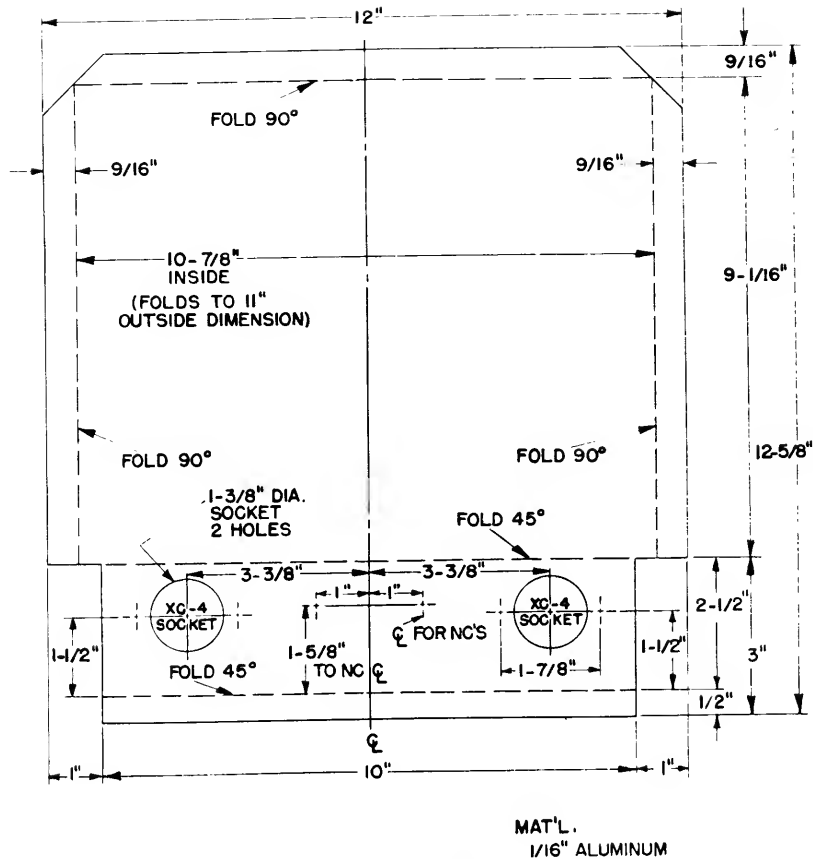 12"
9/16"
FOLD 90°
9/16"
9/16"
10-7/8"
INSIDE
(FOLDS TO 11"
OUTSIDE DIMENSION)
9-1/16"
FOLD 90°
FOLD 90°
12-5/8"
1-3/8" DIA.
SOCKET
2 HOLES
FOLD 45°
3-3/8"
3-3/8"
1"
1"
XC-4
SOCKET
XC-4
SOCKET
2-1/2"
℄ FOR NC'S
1-1/2"
1-5/8"
TO NC ℄
1-1/2"
3"
FOLD 45°
1-7/8"
1/2"
℄
1"
10"
1"
MAT'L.
1/16" ALUMINUM